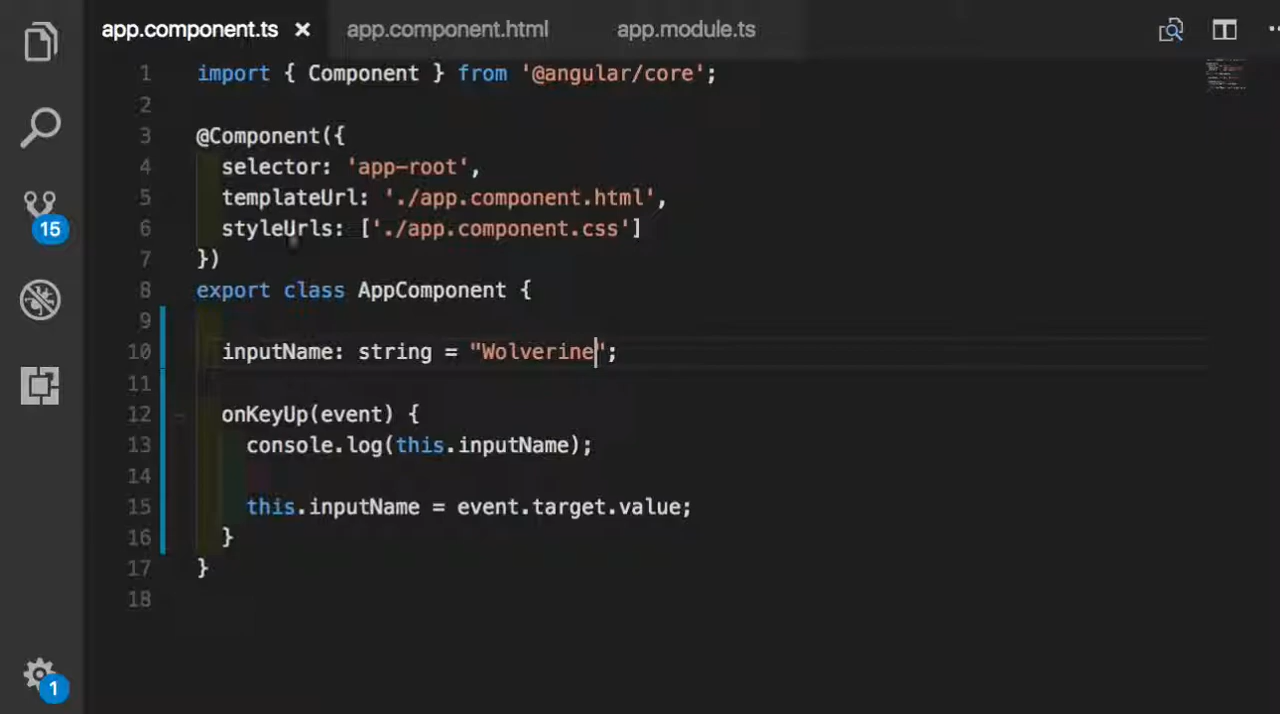 app.component.ts × app.component.html app.module.ts
1 import { Component } from '@angular/core';
2
3 @Component({
4 selector: 'app-root',
5 templateUrl: './app.component.html',
6 styleUrls: ['./app.component.css']
7 })
8 export class AppComponent {
9
10 inputName: string = "Wolverine";
11
12 onKeyUp(event) {
13 console.log(this.inputName);
14
15 this.inputName = event.target.value;
16 }
17 }
18
15
1